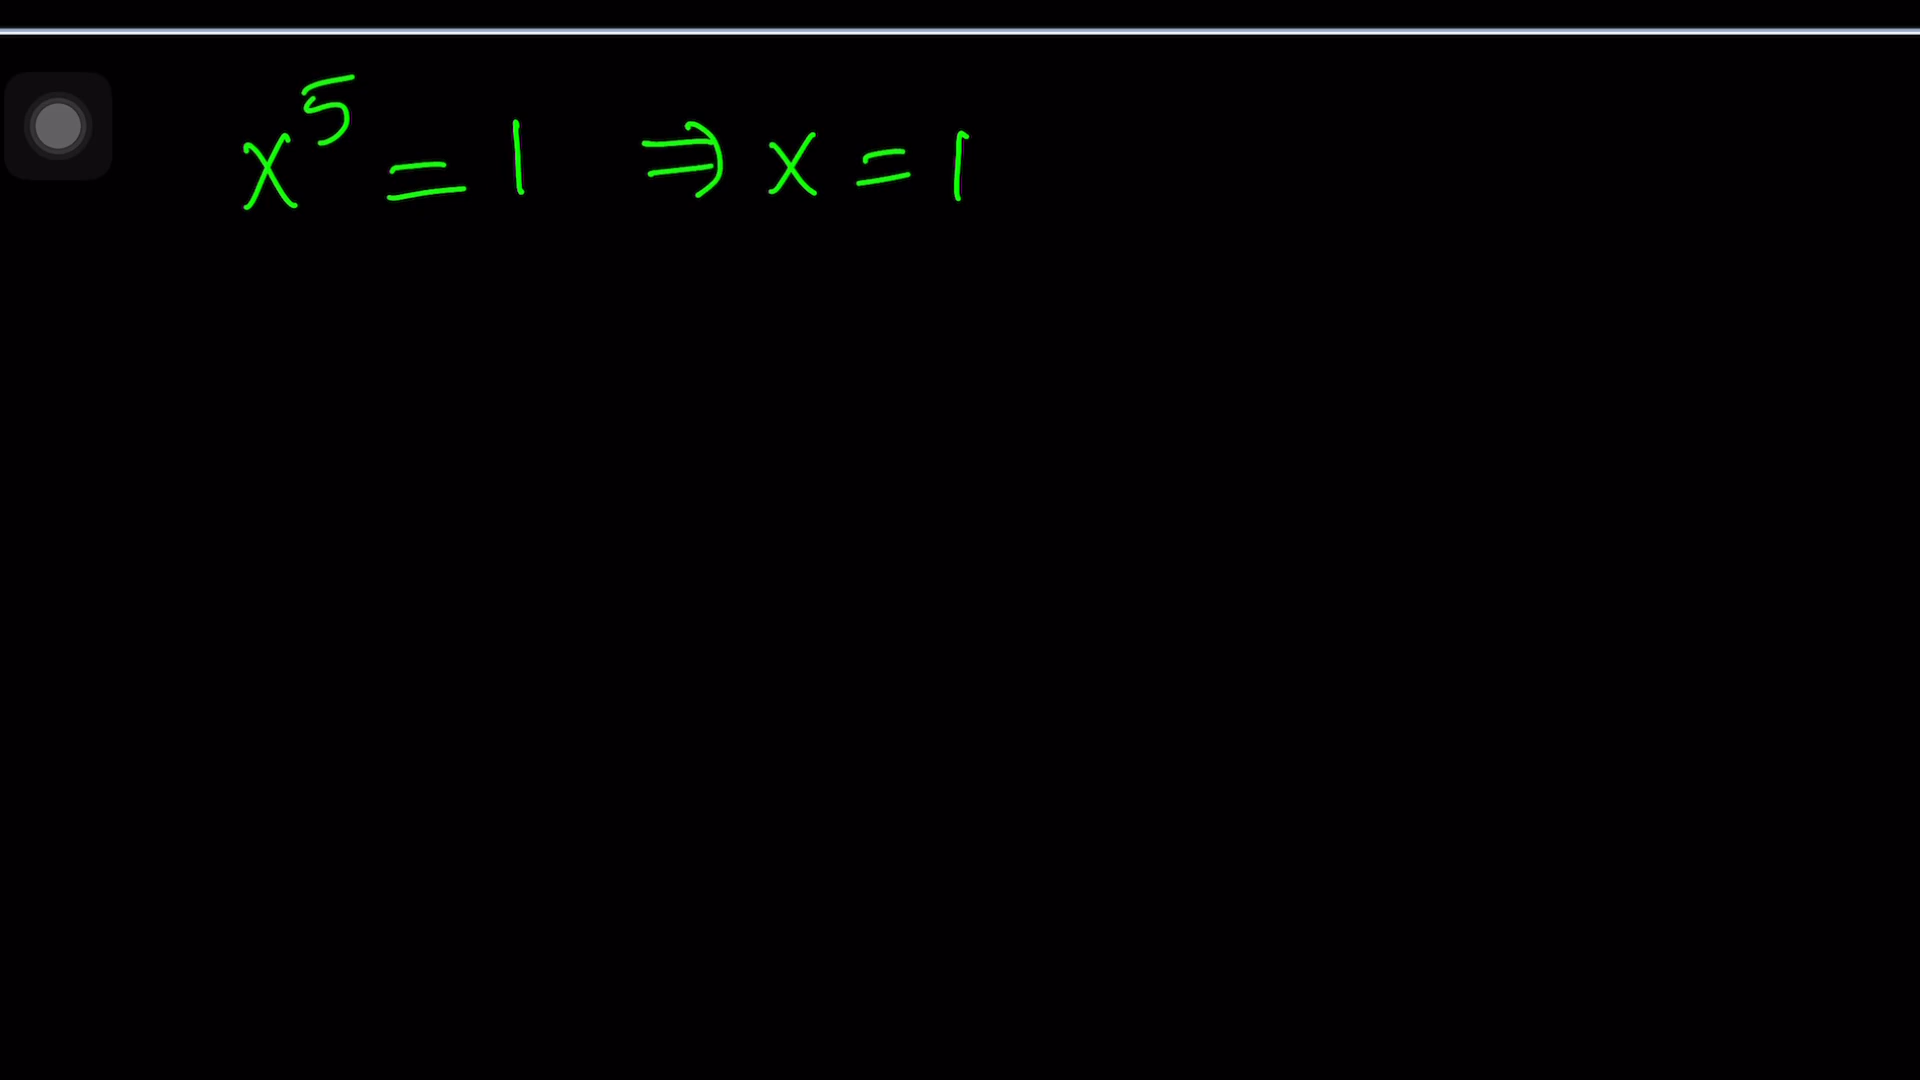 x⁵ = 1 ⇒ x = 1